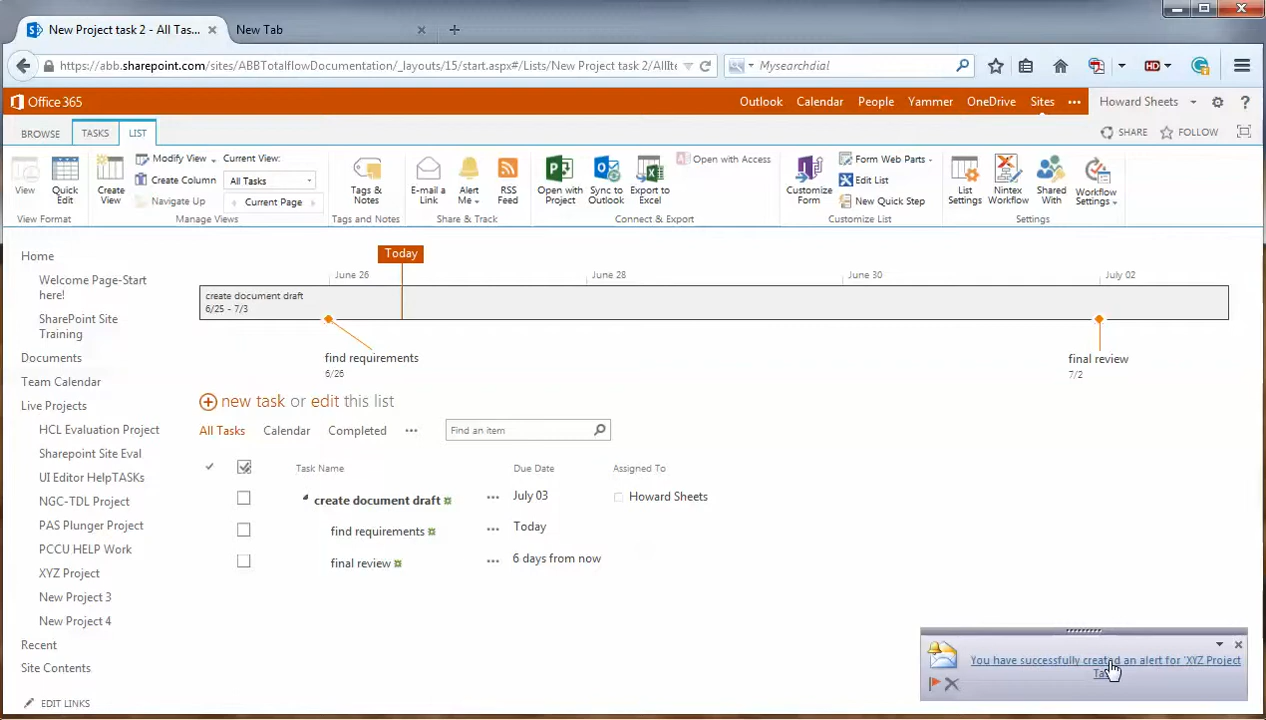 New Project task 2 - All Tas...
New Tab
https://abb.sharepoint.com/sites/ABBTotalflowDocumentation/_layouts/15/start.aspx#/Lists/New Project task 2/AllIte
Mysearchdial
HD
Office 365
Outlook Calendar People Yammer OneDrive Sites ... Howard Sheets ?
BROWSE TASKS LIST
SHARE FOLLOW
View
Quick Edit
Create View
Modify View
Create Column
Navigate Up
Current View:
All Tasks
Current Page
Tags & Notes
E-mail a Link
Alert Me
RSS Feed
Open with Project
Sync to Outlook
Export to Excel
Open with Access
Customize Form
Form Web Parts
Edit List
New Quick Step
List Settings
Nintex Workflow
Shared With
Workflow Settings
View Format
Manage Views
Tags and Notes
Share & Track
Connect & Export
Customize List
Settings
Home
Welcome Page-Start here!
SharePoint Site Training
Documents
Team Calendar
Live Projects
HCL Evaluation Project
Sharepoint Site Eval
UI Editor HelpTASKs
NGC-TDL Project
PAS Plunger Project
PCCU HELP Work
XYZ Project
New Project 3
New Project 4
Recent
Site Contents
EDIT LINKS
Today
June 26 June 28 June 30 July 02
create document draft
6/25 - 7/3
find requirements
6/26
final review
7/2
new task or edit this list
All Tasks Calendar Completed ...
Find an item
Task Name Due Date Assigned To
create document draft ... July 03 Howard Sheets
find requirements ... Today
final review ... 6 days from now
You have successfully created an alert for 'XYZ Project